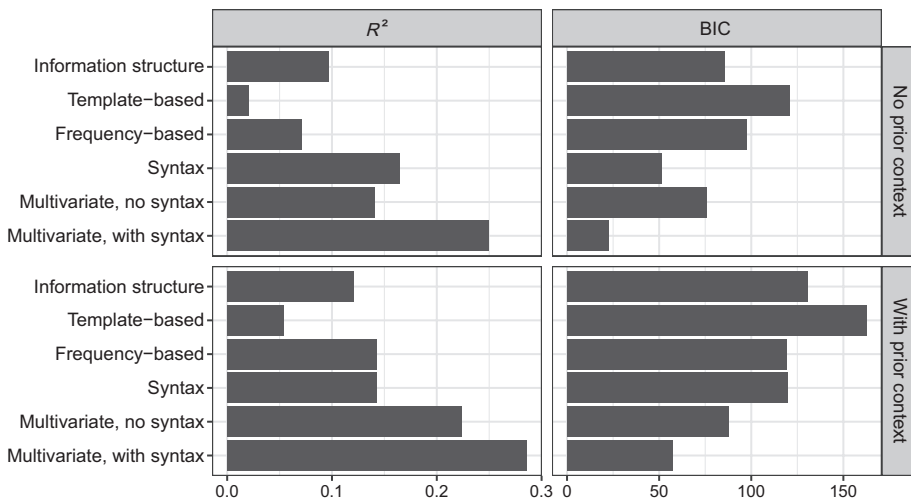 R² BIC
Information structure
Template−based
Frequency−based
Syntax
Multivariate, no syntax
Multivariate, with syntax
No prior context
Information structure
Template−based
Frequency−based
Syntax
Multivariate, no syntax
Multivariate, with syntax
With prior context
0.0 0.1 0.2 0.3 0 50 100 150